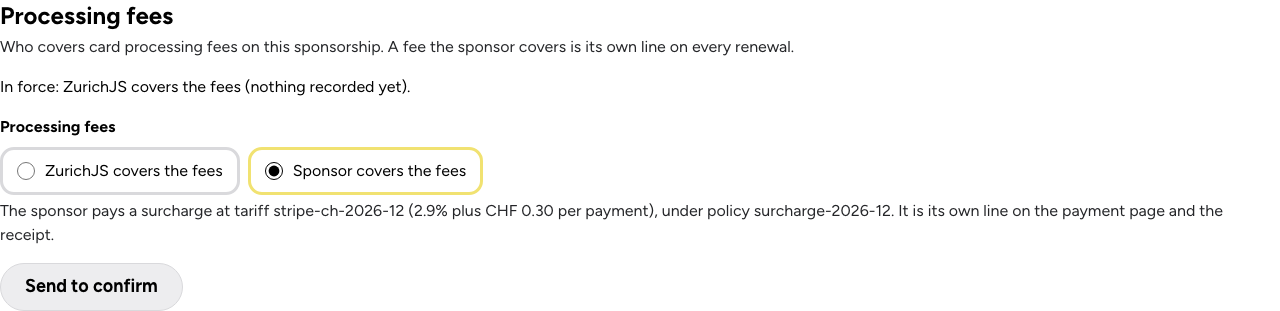 Processing fees
Who covers card processing fees on this sponsorship. A fee the sponsor covers is its own line on every renewal.
In force: ZurichJS covers the fees (nothing recorded yet).
Processing fees
ZurichJS covers the fees
Sponsor covers the fees
The sponsor pays a surcharge at tariff stripe-ch-2026-12 (2.9% plus CHF 0.30 per payment), under policy surcharge-2026-12. It is its own line on the payment page and the
receipt.
Send to confirm